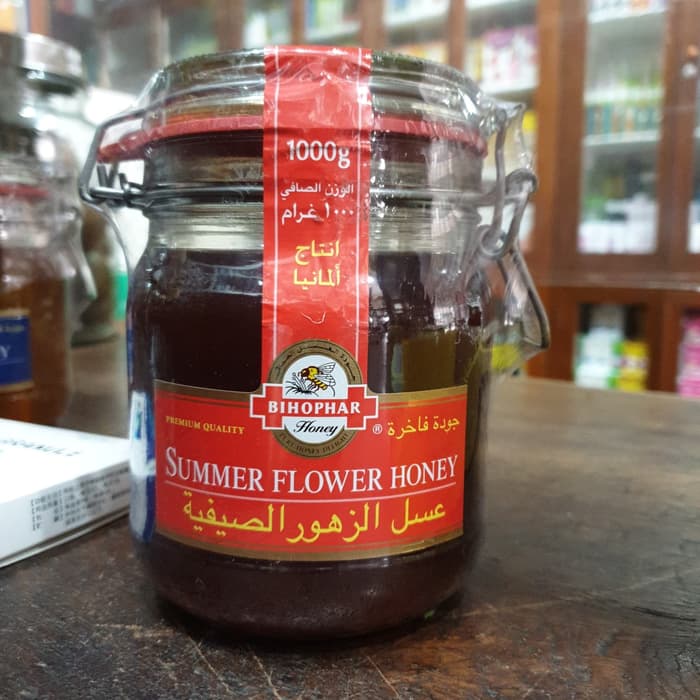 1000g
الوزن الصافي
١٠٠٠ غرام
انتاج
ألمانيا
BIHOPHAR
Honey
PREMIUM QUALITY
® جودة فاخرة
SUMMER FLOWER HONEY
عسل الزهور الصيفية